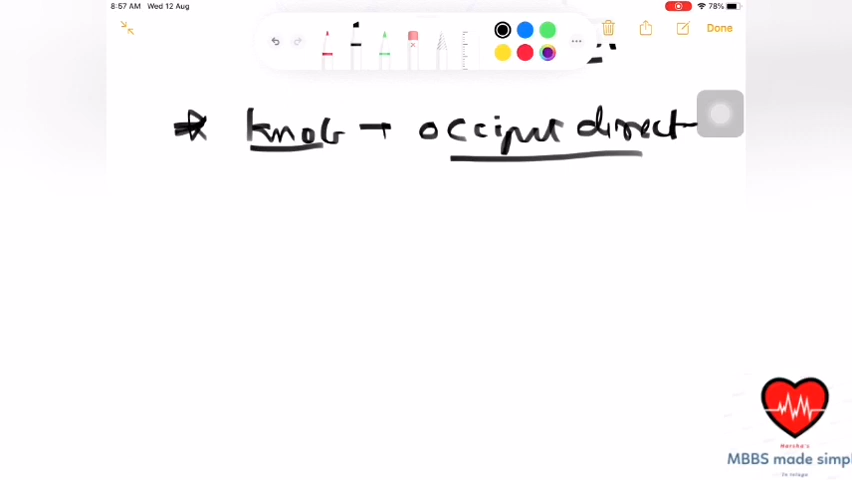 8:57 AM Wed 12 Aug
78%
Done
→ knob → occiput direct
MBBS made simpl